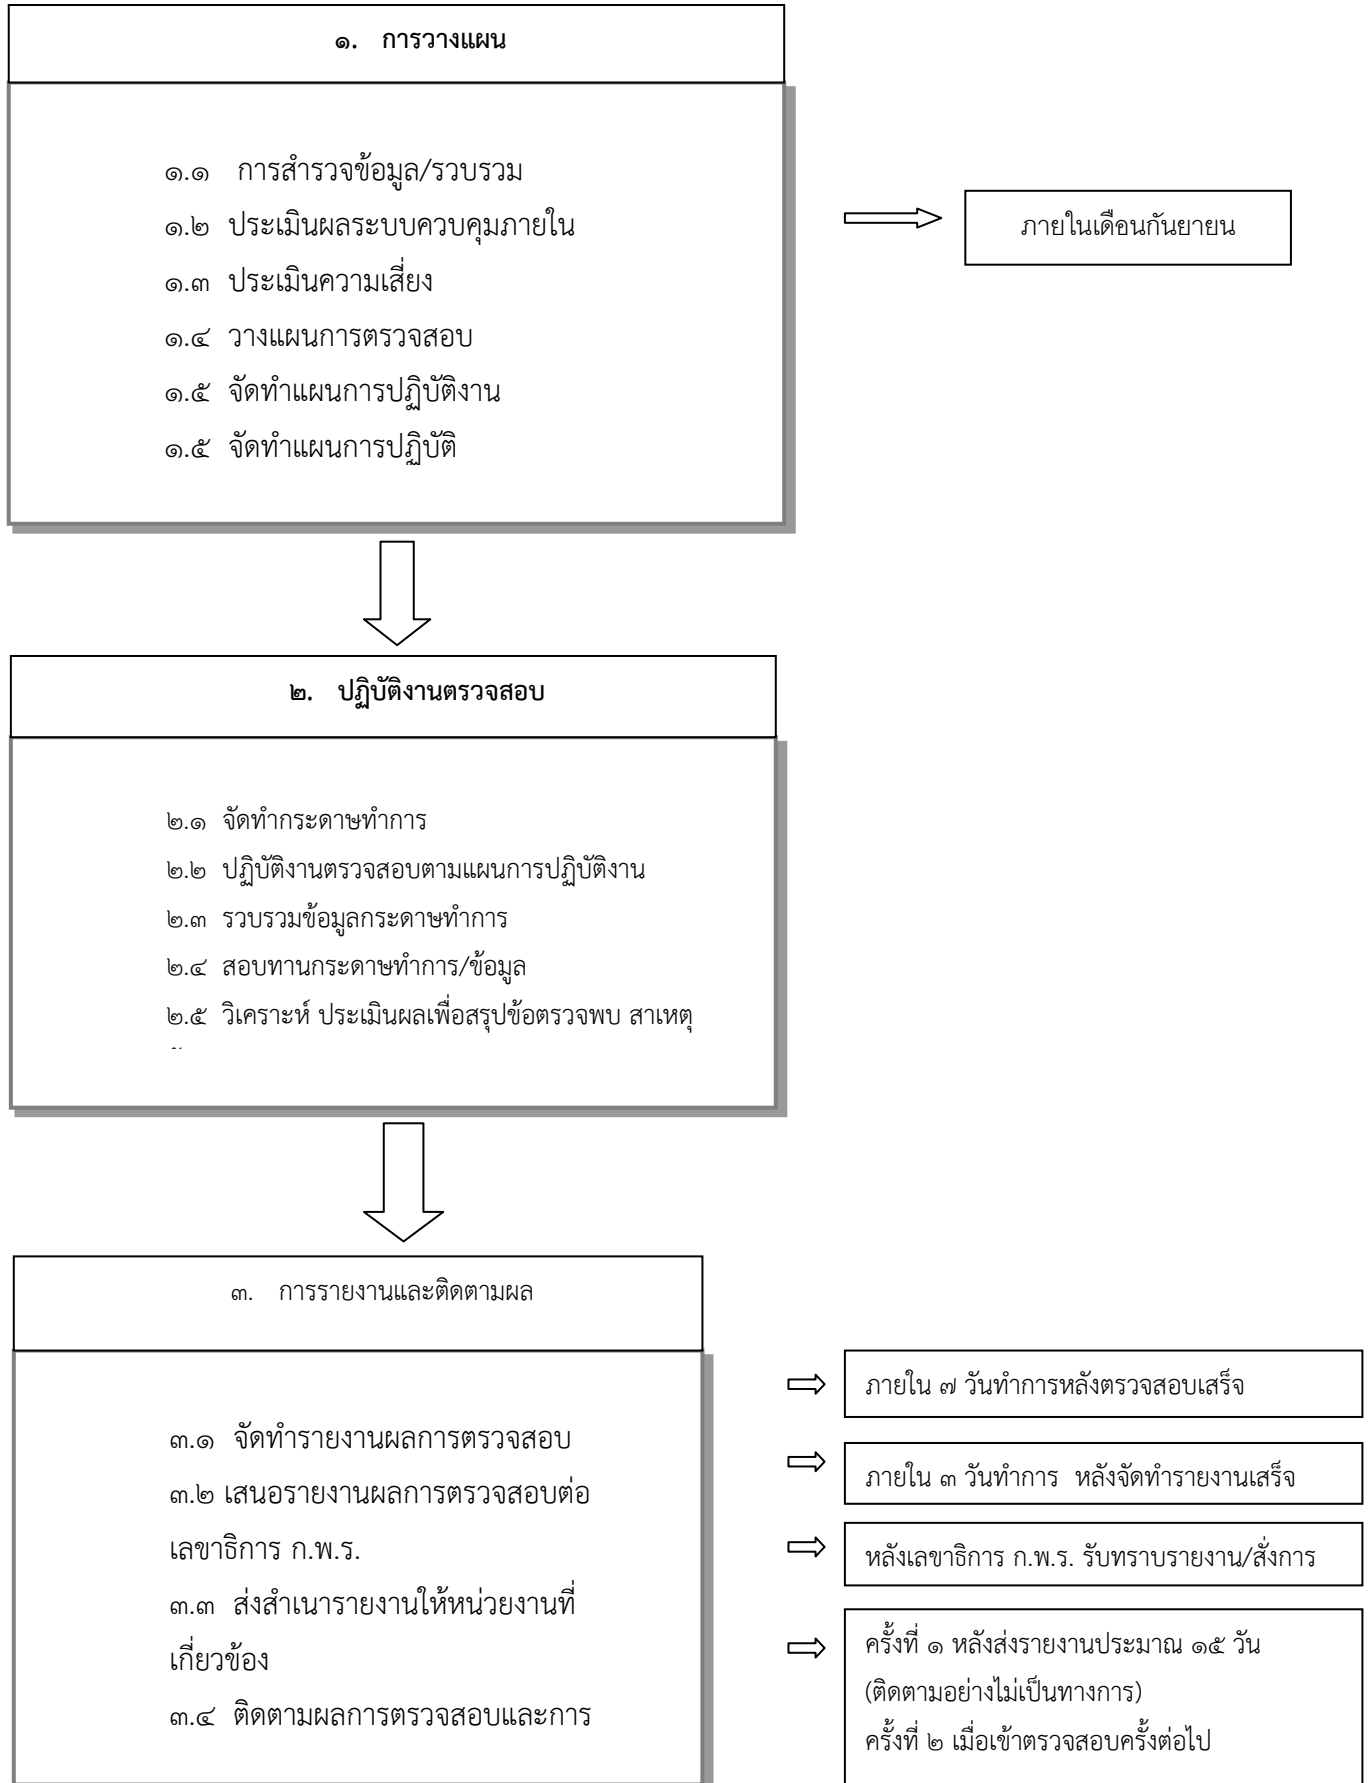 ๑. การวางแผน
๑.๑ การสำรวจข้อมูล/รวบรวม
๑.๒ ประเมินผลระบบควบคุมภายใน
๑.๓ ประเมินความเสี่ยง
๑.๔ วางแผนการตรวจสอบ
๑.๕ จัดทำแผนการปฏิบัติงาน
๑.๕ จัดทำแผนการปฏิบัติ
ภายในเดือนกันยายน
๒. ปฏิบัติงานตรวจสอบ
๒.๑ จัดทำกระดาษทำการ
๒.๒ ปฏิบัติงานตรวจสอบตามแผนการปฏิบัติงาน
๒.๓ รวบรวมข้อมูลกระดาษทำการ
๒.๔ สอบทานกระดาษทำการ/ข้อมูล
๒.๕ วิเคราะห์ ประเมินผลเพื่อสรุปข้อตรวจพบ สาเหตุ
๓. การรายงานและติดตามผล
๓.๑ จัดทำรายงานผลการตรวจสอบ
๓.๒ เสนอรายงานผลการตรวจสอบต่อ
เลขาธิการ ก.พ.ร.
๓.๓ ส่งสำเนารายงานให้หน่วยงานที่
เกี่ยวข้อง
๓.๔ ติดตามผลการตรวจสอบและการ
ภายใน ๗ วันทำการหลังตรวจสอบเสร็จ
ภายใน ๓ วันทำการ หลังจัดทำรายงานเสร็จ
หลังเลขาธิการ ก.พ.ร. รับทราบรายงาน/สั่งการ
ครั้งที่ ๑ หลังส่งรายงานประมาณ ๑๕ วัน
(ติดตามอย่างไม่เป็นทางการ)
ครั้งที่ ๒ เมื่อเข้าตรวจสอบครั้งต่อไป